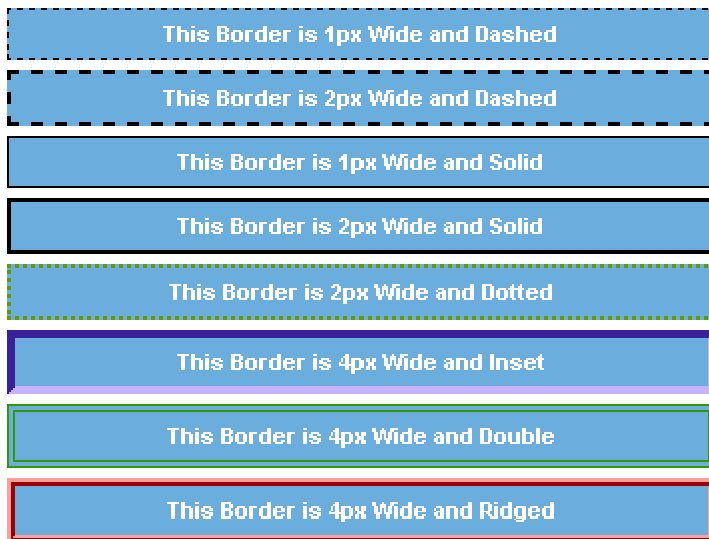 This Border is 1px Wide and Dashed
This Border is 2px Wide and Dashed
This Border is 1px Wide and Solid
This Border is 2px Wide and Solid
This Border is 2px Wide and Dotted
This Border is 4px Wide and Inset
This Border is 4px Wide and Double
This Border is 4px Wide and Ridged